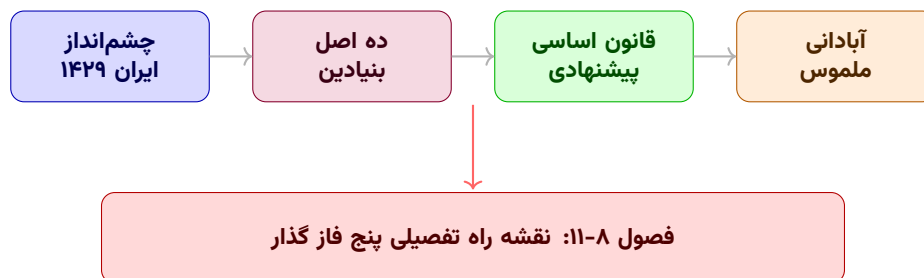 چشم‌انداز
ایران ۱۴۲۹
ده اصل
بنیادین
قانون اساسی
پیشنهادی
آبادانی
ملموس
فصول ۸-۱۱: نقشه راه تفصیلی پنج فاز گذار